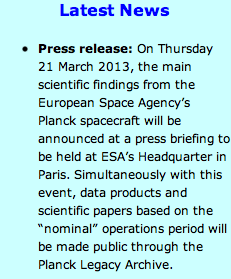 Latest News
• Press release: On Thursday
21 March 2013, the main
scientific findings from the
European Space Agency’s
Planck spacecraft will be
announced at a press briefing to
be held at ESA’s Headquarter in
Paris. Simultaneously with this
event, data products and
scientific papers based on the
“nominal” operations period will
be made public through the
Planck Legacy Archive.